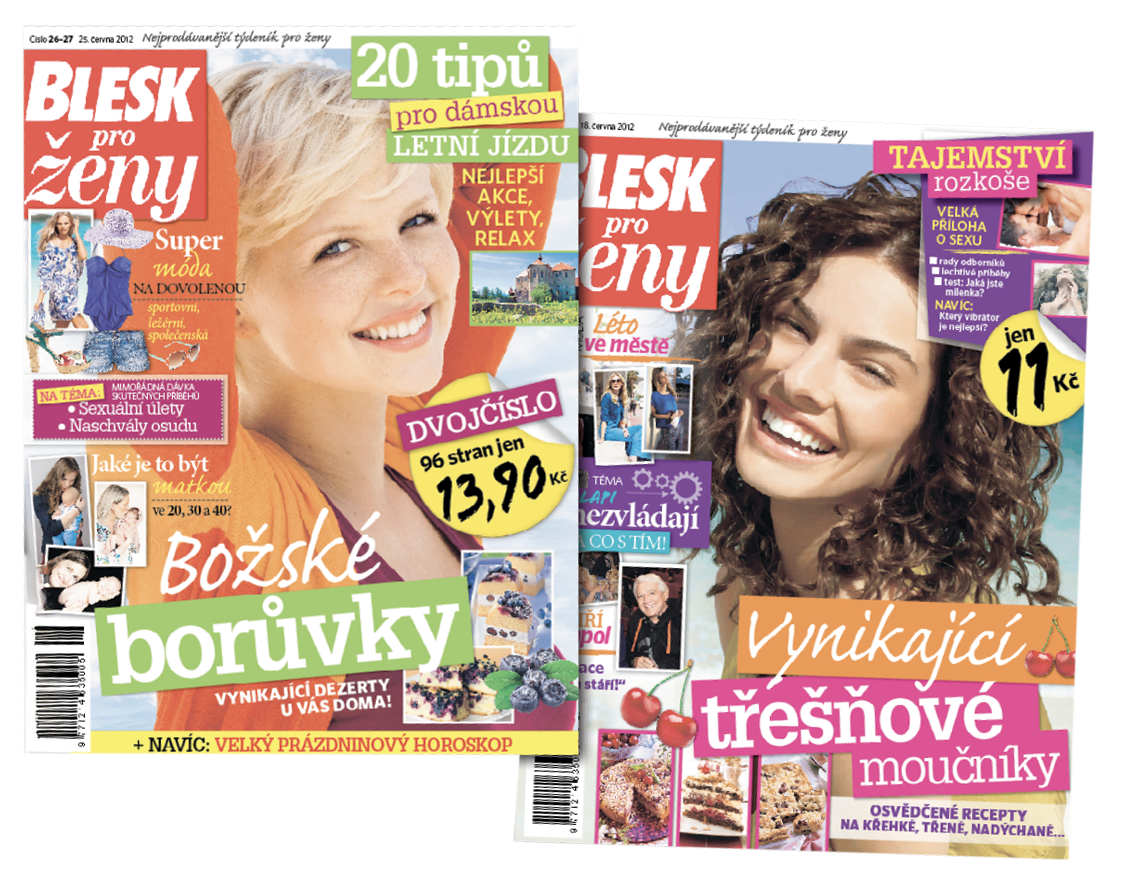 Číslo 26–27 25. června 2012 Nejprodávanější týdeník pro ženy
BLESK
pro
ženy
20 tipů
pro dámskou
LETNÍ JÍZDU
NEJLEPŠÍ
AKCE,
VÝLETY,
RELAX
Super
móda
NA DOVOLENOU
sportovní,
ležérní,
společenská
NA TÉMA:
MIMOŘÁDNÁ DÁVKA
SKUTEČNÝCH PŘÍBĚHŮ
• Sexuální úlety
• Naschvály osudu
Jaké je to být
matkou
ve 20, 30 a 40?
DVOJČÍSLO
96 stran jen
13,90 Kč
Božské
borůvky
VYNIKAJÍCÍ DEZERTY
U VÁS DOMA!
+ NAVÍC: VELKÝ PRÁZDNINOVÝ HOROSKOP
18. června 2012 Nejprodávanější týdeník pro ženy
BLESK
pro
ženy
TAJEMSTVÍ
rozkoše
VELKÁ
PŘÍLOHA
O SEXU
rady odborníků
lechtivé příběhy
test: Jaká jste
milenka?
NAVÍC:
Který vibrátor
je nejlepší?
jen
11 Kč
Léto
ve městě
TÉMA
nezvládají
A CO S TÍM!
stáří!“
Vynikající
třešňové
moučníky
OSVĚDČENÉ RECEPTY
NA KŘEHKÉ, TŘENÉ, NADÝCHANÉ...